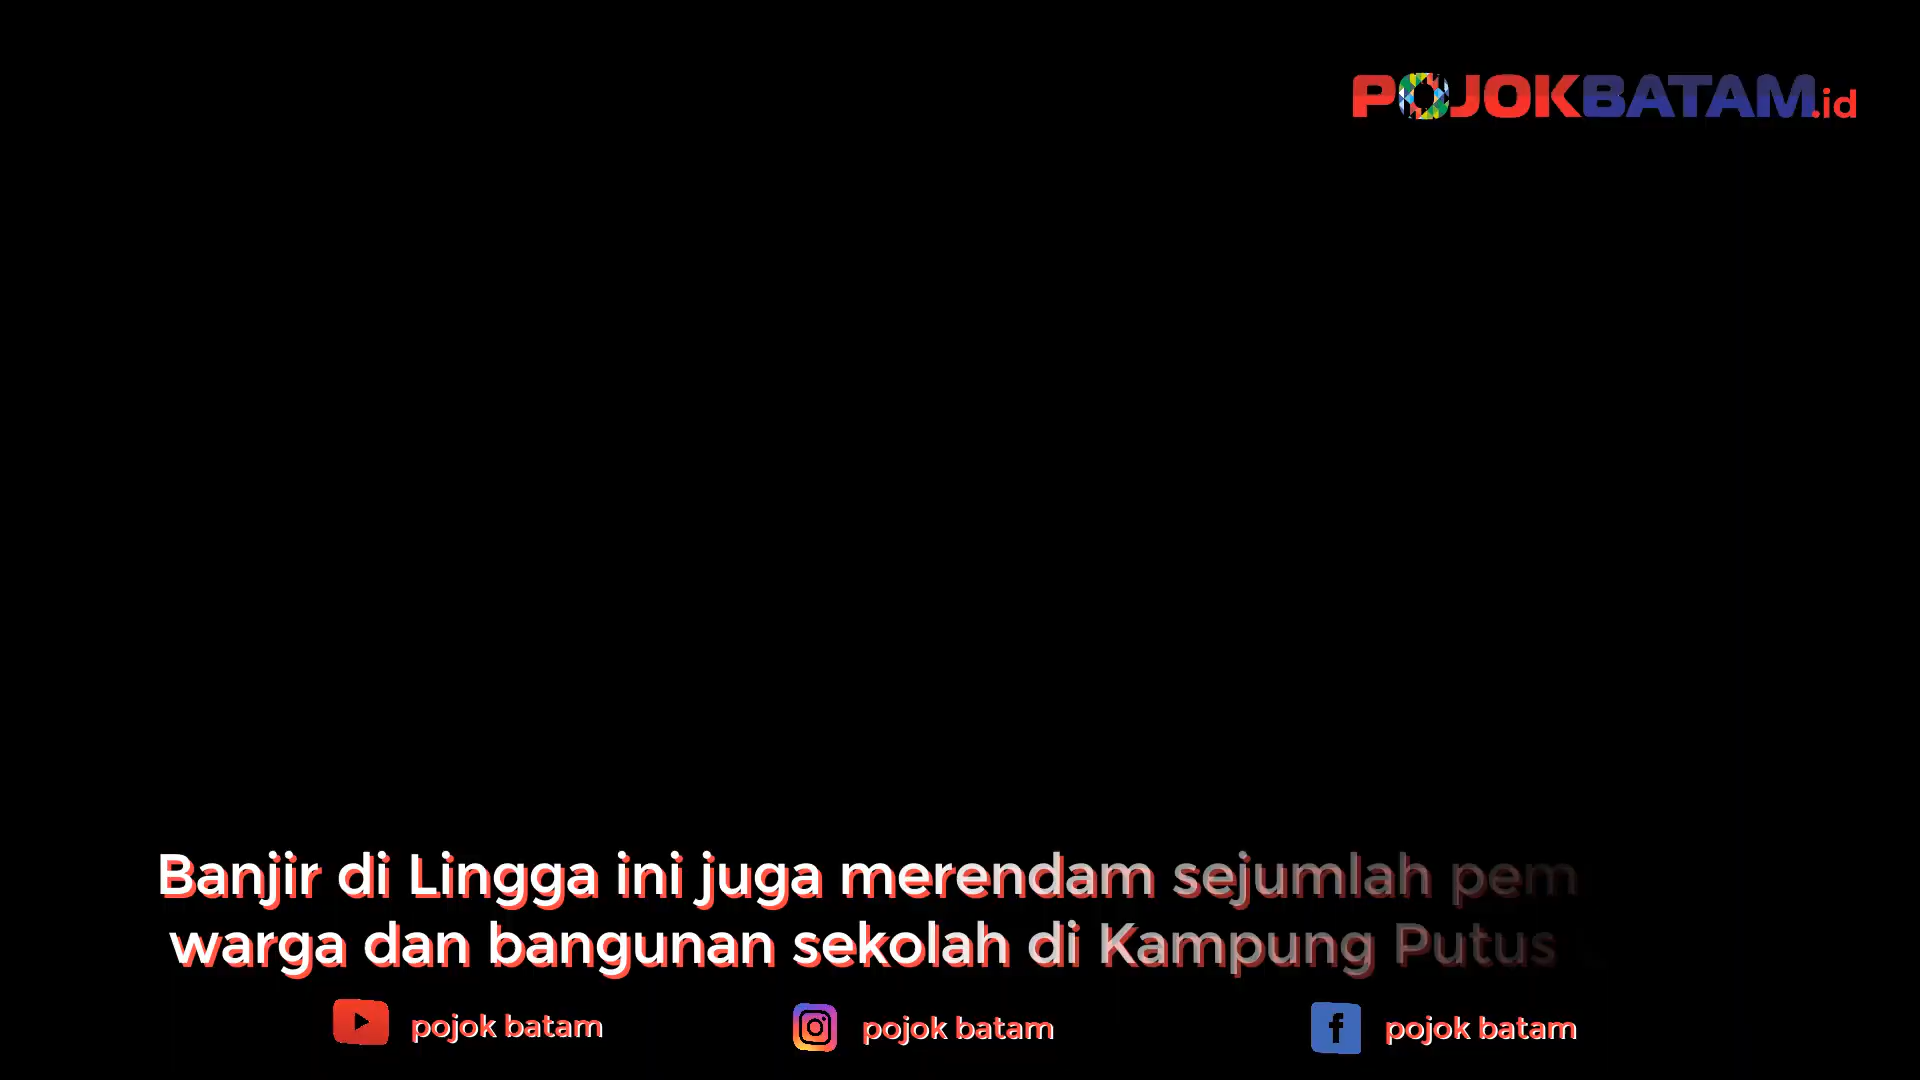 POJOKBATAM.id
Banjir di Lingga ini juga merendam sejumlah pem
warga dan bangunan sekolah di Kampung Putus
pojok batam
pojok batam
pojok batam